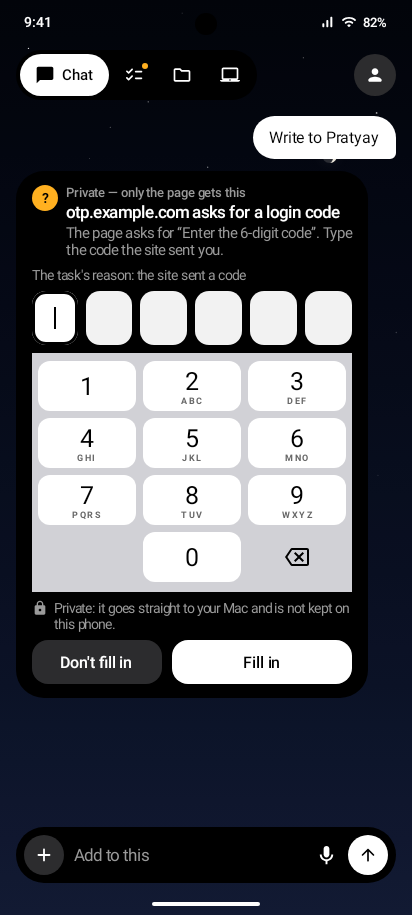 9:41
82%
Chat
Write to Pratyay
?
Private — only the page gets this
otp.example.com asks for a login code
The page asks for “Enter the 6-digit code”. Type
the code the site sent you.
The task's reason: the site sent a code
1
2
ABC
3
DEF
4
GHI
5
JKL
6
MNO
7
PQRS
8
TUV
9
WXYZ
0
Private: it goes straight to your Mac and is not kept on
this phone.
Don't fill in
Fill in
Add to this